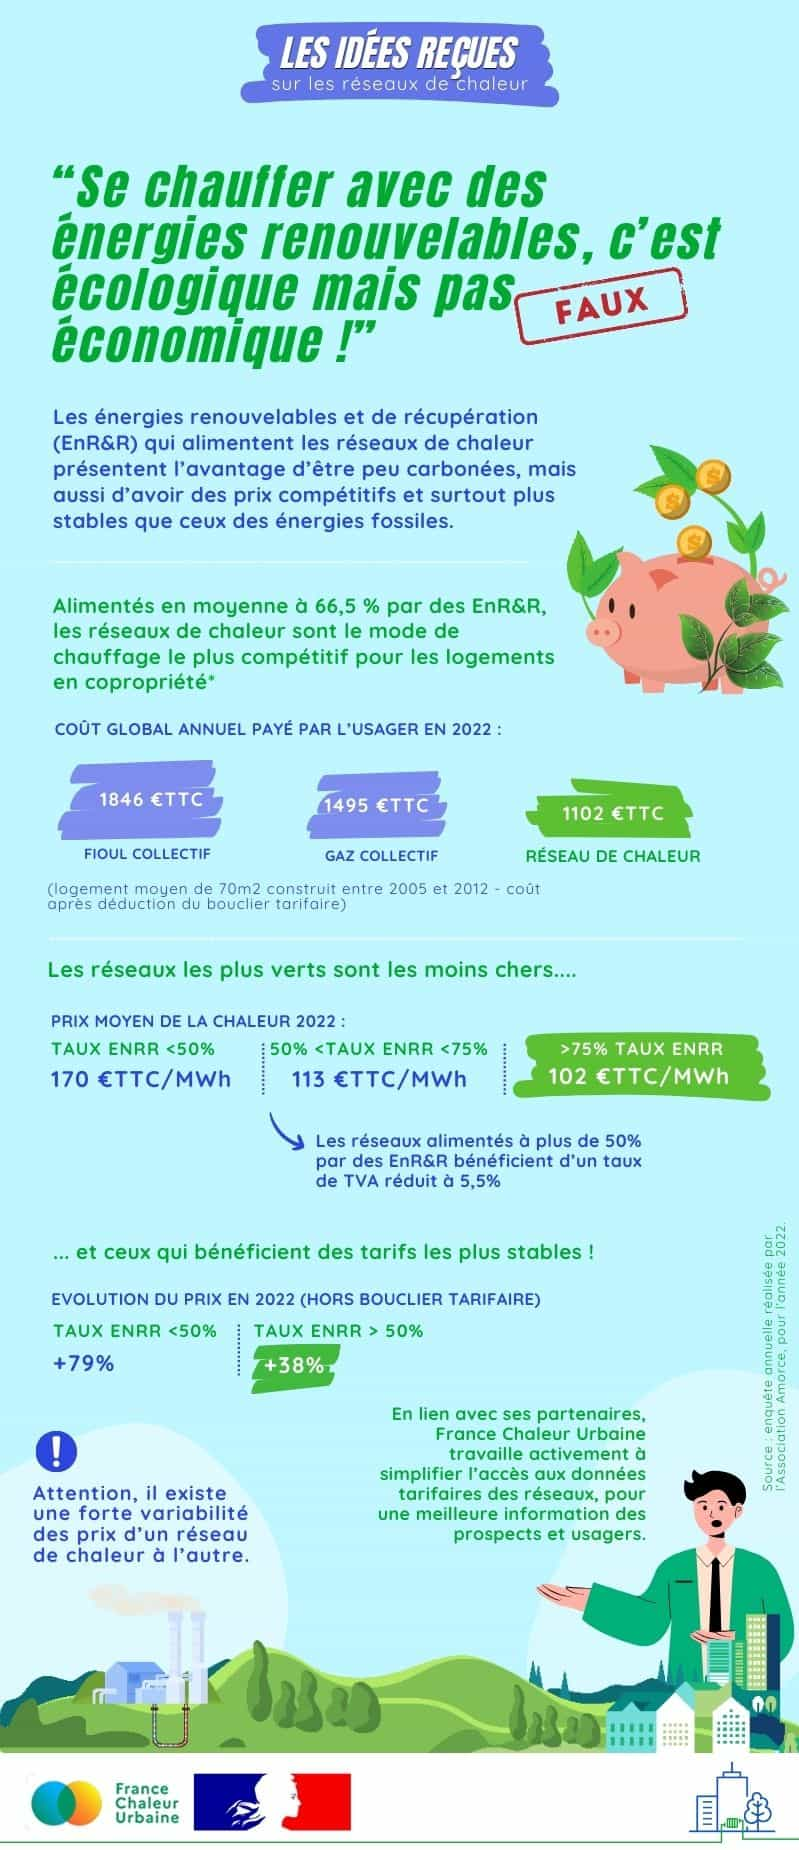 LES IDÉES REÇUES
sur les réseaux de chaleur
“Se chauffer avec des
énergies renouvelables, c’est
écologique mais pas
économique !”
FAUX
Les énergies renouvelables et de récupération
(EnR&R) qui alimentent les réseaux de chaleur
présentent l’avantage d’être peu carbonées, mais
aussi d’avoir des prix compétitifs et surtout plus
stables que ceux des énergies fossiles.
Alimentés en moyenne à 66,5 % par des EnR&R,
les réseaux de chaleur sont le mode de
chauffage le plus compétitif pour les logements
en copropriété*
COÛT GLOBAL ANNUEL PAYÉ PAR L’USAGER EN 2022 :
1846 €TTC
FIOUL COLLECTIF
1495 €TTC
GAZ COLLECTIF
1102 €TTC
RÉSEAU DE CHALEUR
(logement moyen de 70m2 construit entre 2005 et 2012 - coût
après déduction du bouclier tarifaire)
Les réseaux les plus verts sont les moins chers....
PRIX MOYEN DE LA CHALEUR 2022 :
TAUX ENRR <50%
170 €TTC/MWh
50% <TAUX ENRR <75%
113 €TTC/MWh
>75% TAUX ENRR
102 €TTC/MWh
Les réseaux alimentés à plus de 50%
par des EnR&R bénéficient d’un taux
de TVA réduit à 5,5%
... et ceux qui bénéficient des tarifs les plus stables !
EVOLUTION DU PRIX EN 2022 (HORS BOUCLIER TARIFAIRE)
TAUX ENRR <50%
+79%
TAUX ENRR > 50%
+38%
Source : enquête annuelle réalisée par
l’Association Amorce, pour l’année 2022.
En lien avec ses partenaires,
France Chaleur Urbaine
travaille activement à
simplifier l’accès aux données
tarifaires des réseaux, pour
une meilleure information des
prospects et usagers.
!
Attention, il existe
une forte variabilité
des prix d’un réseau
de chaleur à l’autre.
France
Chaleur
Urbaine